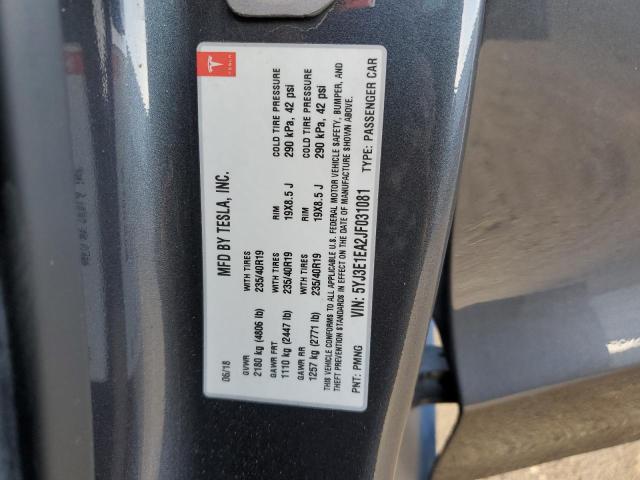 TESLA
06/18 MFD BY TESLA, INC.
GVWR WITH TIRES RIM COLD TIRE PRESSURE
2180 kg (4806 lb) 235/40R19 19X8.5 J 290 kPa, 42 psi
GAWR FRT WITH TIRES RIM COLD TIRE PRESSURE
1110 kg (2447 lb) 235/40R19 19X8.5 J 290 kPa, 42 psi
GAWR RR
1257 kg (2771 lb) 235/40R19
THIS VEHICLE CONFORMS TO ALL APPLICABLE U.S. FEDERAL MOTOR VEHICLE SAFETY, BUMPER, AND
THEFT PREVENTION STANDARDS IN EFFECT ON THE DATE OF MANUFACTURE SHOWN ABOVE.
VIN: 5YJ3E1EA2JF031081
PNT: PMNG TYPE: PASSENGER CAR